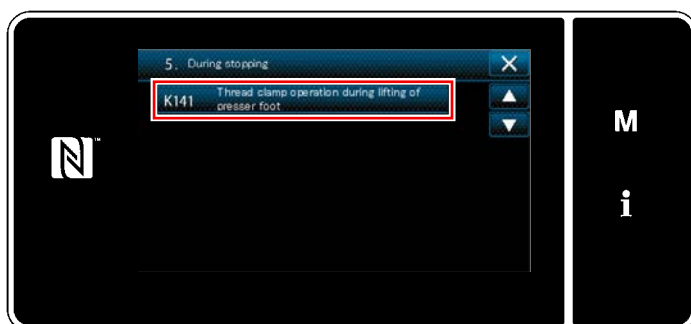 5. During stopping
K141 Thread clamp operation during lifting of
presser foot
M
i